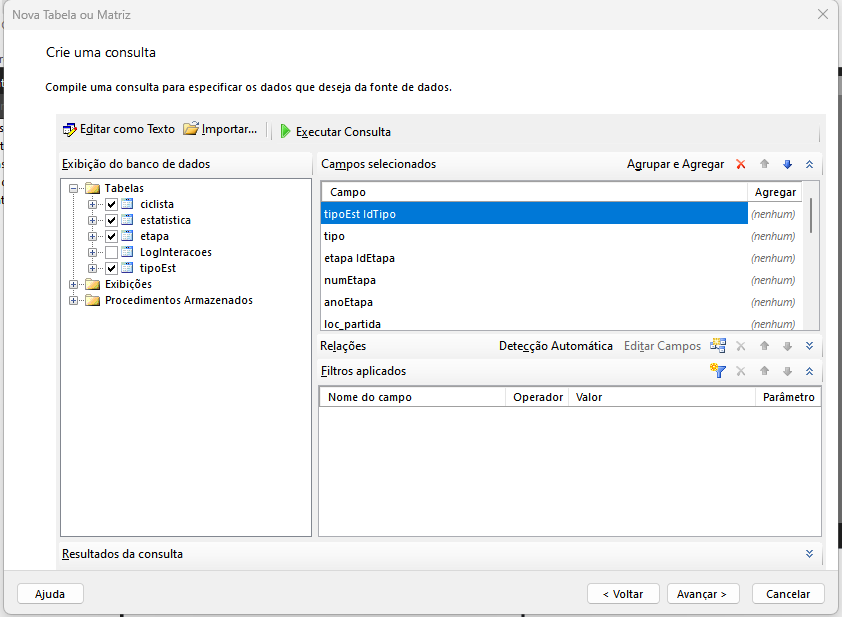 Nova Tabela ou Matriz
Crie uma consulta
Compile uma consulta para especificar os dados que deseja da fonte de dados.
Editar como Texto Importar... Executar Consulta
Exibição do banco de dados
Tabelas
ciclista
estatistica
etapa
LogInteracoes
tipoEst
Exibições
Procedimentos Armazenados
Campos selecionados Agrupar e Agregar
Campo Agregar
tipoEst IdTipo (nenhum)
tipo (nenhum)
etapa IdEtapa (nenhum)
numEtapa (nenhum)
anoEtapa (nenhum)
loc_partida (nenhum)
Relações Detecção Automática Editar Campos
Filtros aplicados
Nome do campo Operador Valor Parâmetro
Resultados da consulta
Ajuda < Voltar Avançar > Cancelar